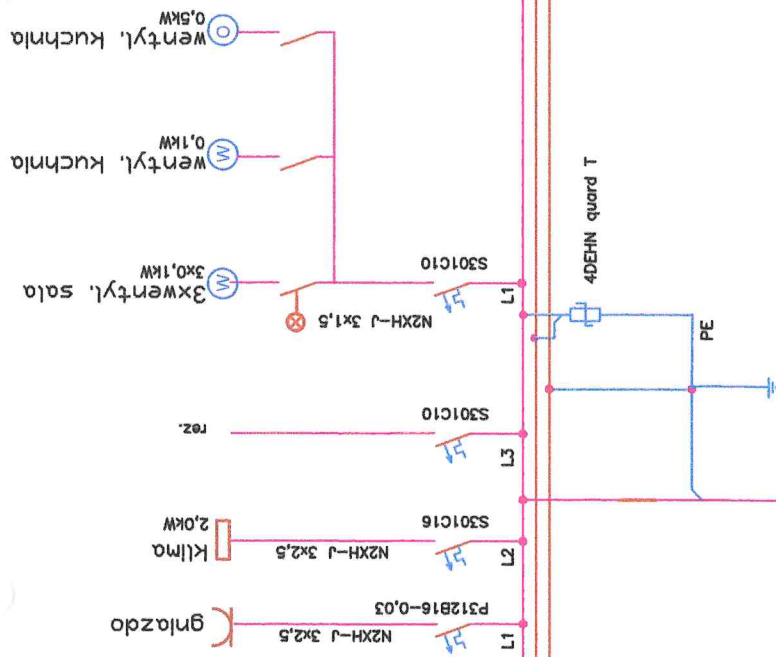 wentyl. kuchnia
0,5kW
O
wentyl. kuchnia
0,1kW
W
3xwentyl. sala
3x0,1kW
W
N2XH-J 3x1,5
S301C10
L1
4DEHN quard T
PE
rez.
S301C10
L3
Klima
2,0kW
N2XH-J 3x2,5
S301C16
L2
gniazdo
N2XH-J 3x2,5
P312B16-0,03
L1